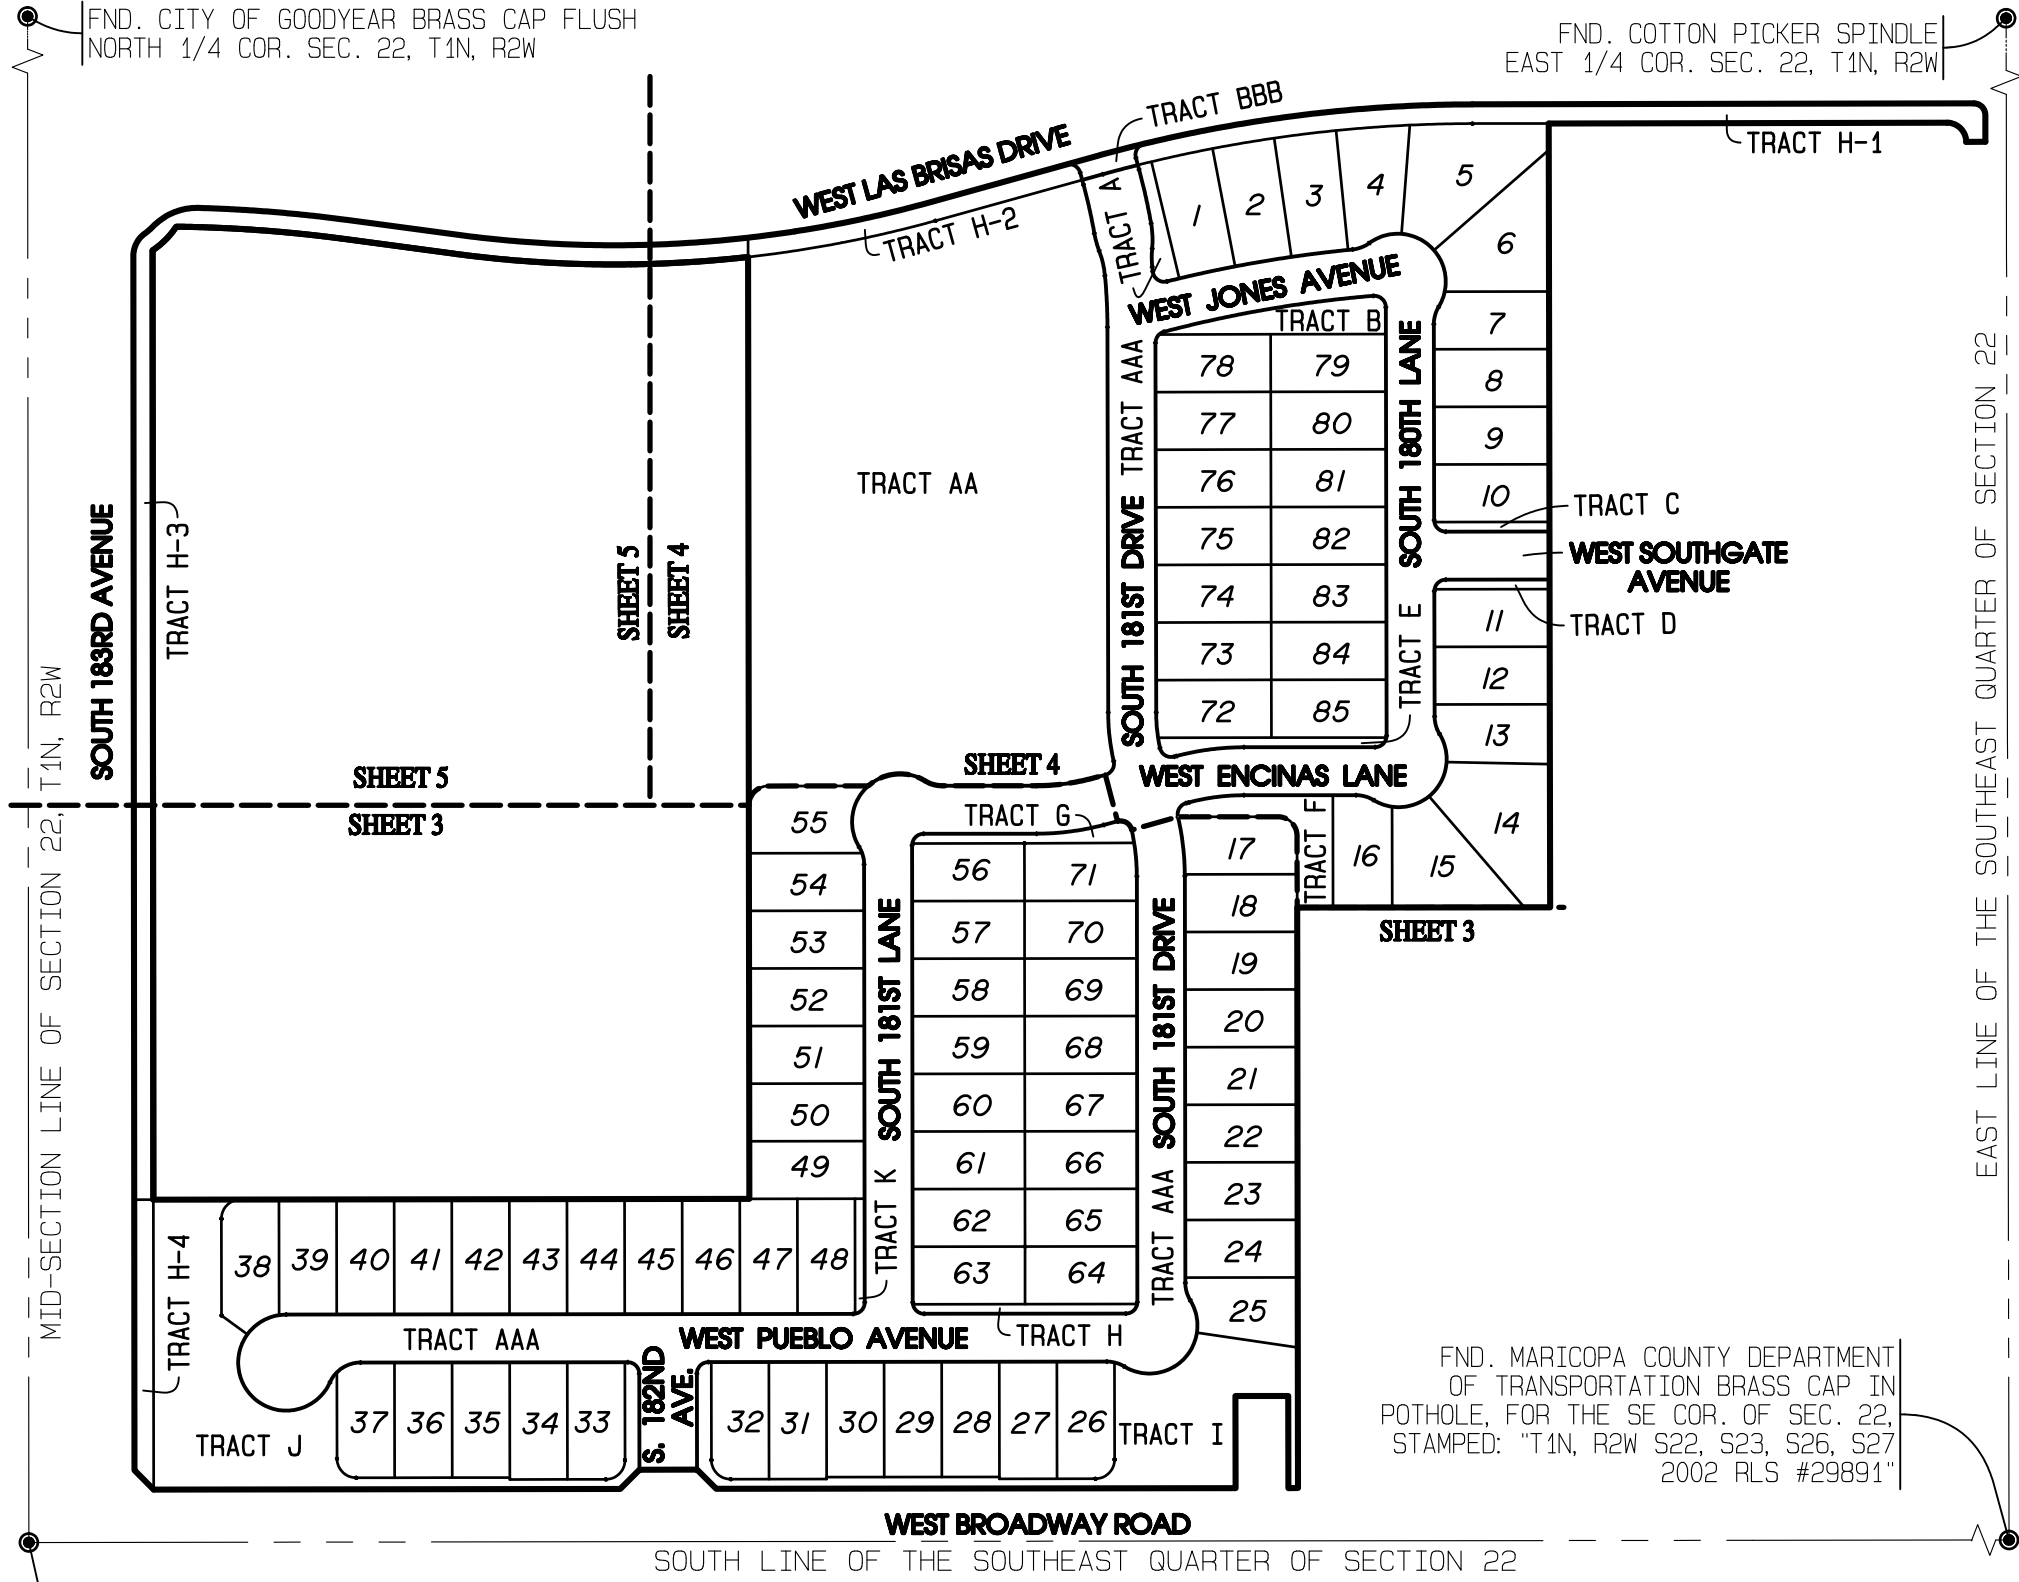 FND. CITY OF GOODYEAR BRASS CAP FLUSH
NORTH 1/4 COR. SEC. 22, T1N, R2W
FND. COTTON PICKER SPINDLE
EAST 1/4 COR. SEC. 22, T1N, R2W
TRACT BBB
WEST LAS BRISAS DRIVE
TRACT H-1
TRACT H-2
TRACT A
1
2
3
4
5
6
7
8
9
10
WEST JONES AVENUE
TRACT B
SOUTH 183RD AVENUE
TRACT H-3
SHEET 5
SHEET 4
TRACT AA
SOUTH 181ST DRIVE
TRACT AAA
78
79
77
80
76
81
75
82
74
83
73
84
72
85
SOUTH 180TH LANE
TRACT E
TRACT C
WEST SOUTHGATE
AVENUE
TRACT D
11
12
13
14
15
16
TRACT F
WEST ENCINAS LANE
SHEET 4
SHEET 5
SHEET 3
SHEET 3
TRACT G
55
54
53
52
51
50
49
SOUTH 181ST LANE
TRACT K
56
71
57
70
58
69
59
68
60
67
61
66
62
65
63
64
SOUTH 181ST DRIVE
TRACT AAA
17
18
19
20
21
22
23
24
25
TRACT H-4
38
39
40
41
42
43
44
45
46
47
48
TRACT AAA
WEST PUEBLO AVENUE
TRACT H
S. 182ND
AVE.
TRACT J
37
36
35
34
33
32
31
30
29
28
27
26
TRACT I
FND. MARICOPA COUNTY DEPARTMENT
OF TRANSPORTATION BRASS CAP IN
POTHOLE, FOR THE SE COR. OF SEC. 22,
STAMPED: "T1N, R2W S22, S23, S26, S27
2002 RLS #29891"
WEST BROADWAY ROAD
SOUTH LINE OF THE SOUTHEAST QUARTER OF SECTION 22
MID-SECTION LINE OF SECTION 22, T1N, R2W
EAST LINE OF THE SOUTHEAST QUARTER OF SECTION 22